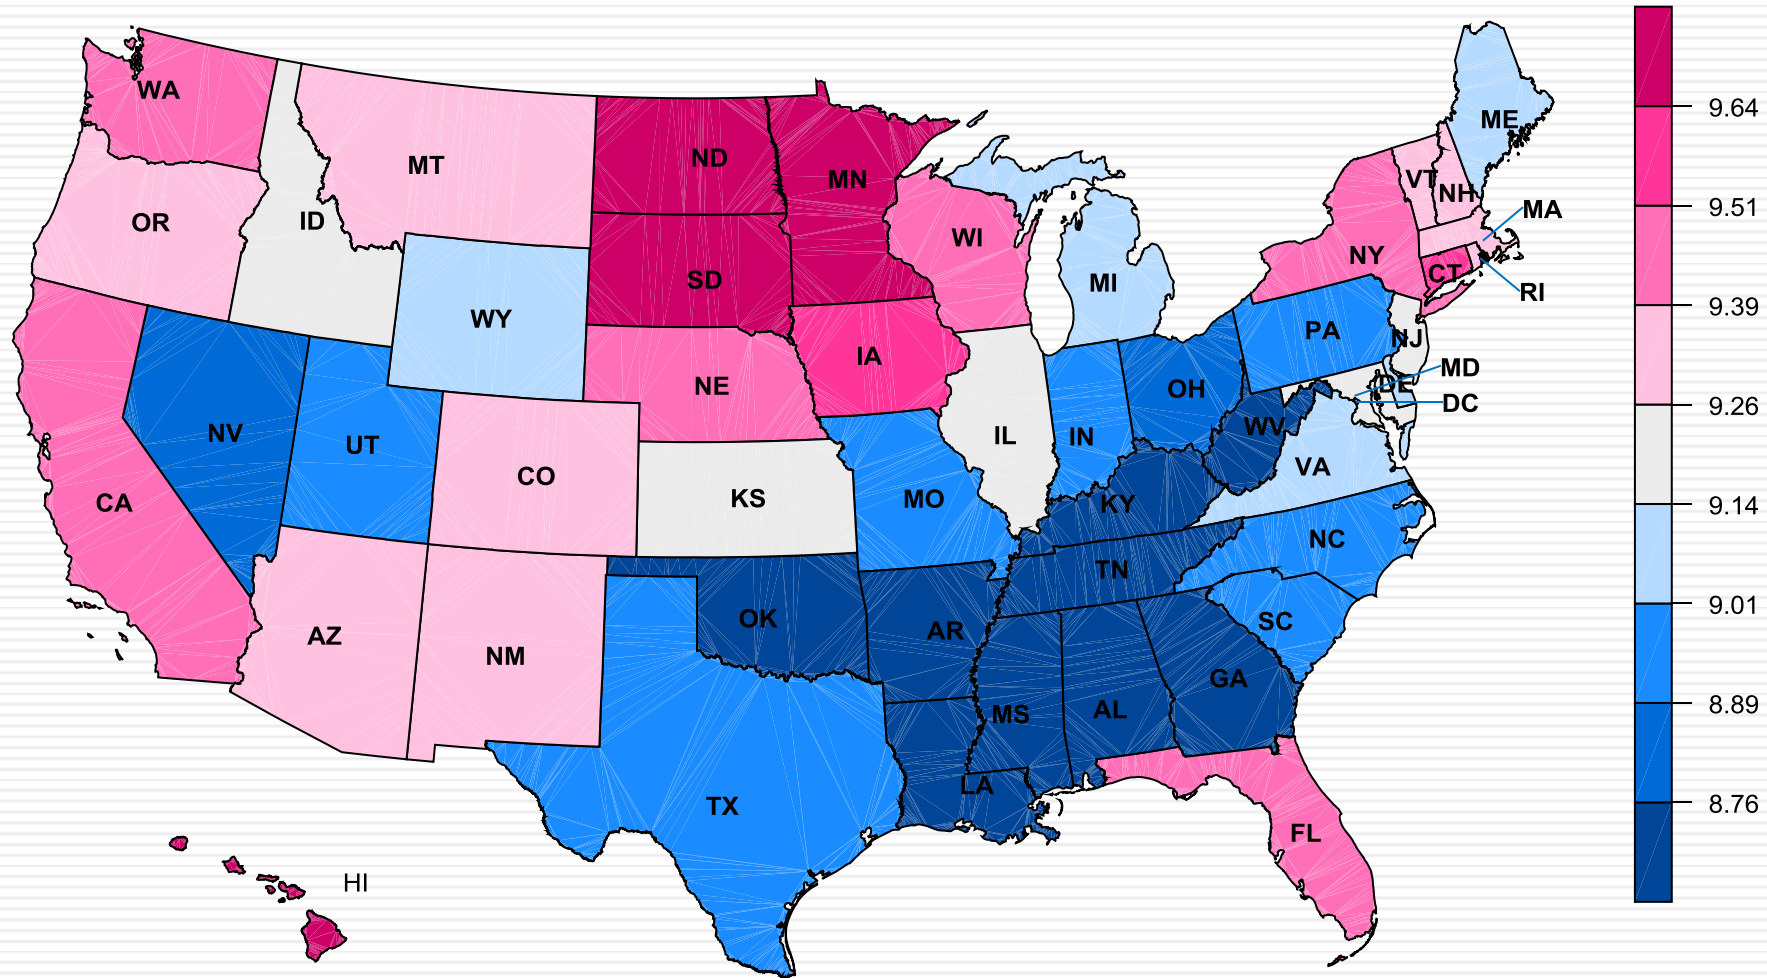 WA
ME
ND
MT
MN
VT
NH
MA
OR
ID
WI
NY
CT
SD
MI
RI
WY
PA
NJ
IA
MD
NE
OH
DE
DC
NV
WV
IL
IN
UT
VA
CO
KS
MO
CA
KY
NC
TN
OK
SC
AR
AZ
NM
GA
MS
AL
LA
TX
FL
HI
9.64
9.51
9.39
9.26
9.14
9.01
8.89
8.76